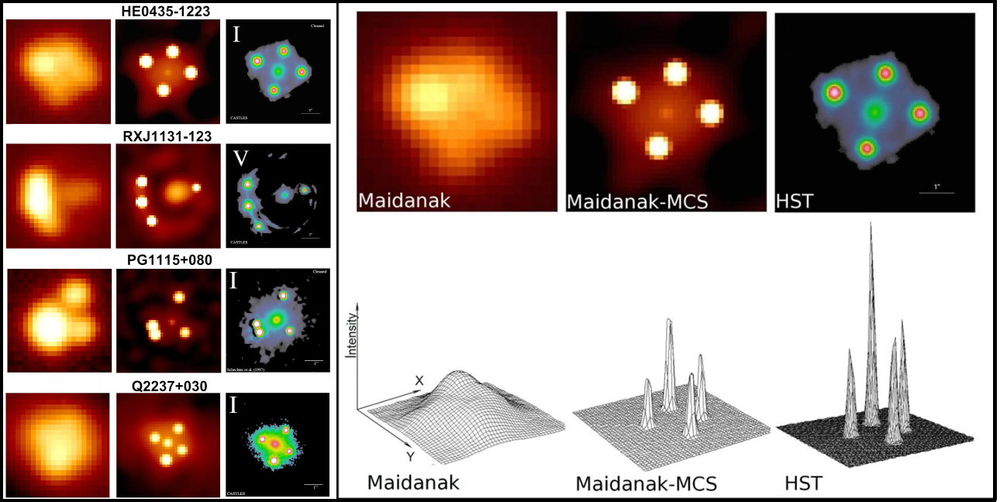 HE0435-1223
I
Cleaned
1"
CASTLES
RXJ1131-123
V
1"
CASTLES
PG1115+080
I
Cleaned
1"
Schechter et al. (1997)
Q2237+030
I
1"
CASTLES
Maidanak
Maidanak-MCS
HST
1"
Intensity
X
Y
Maidanak
Maidanak-MCS
HST